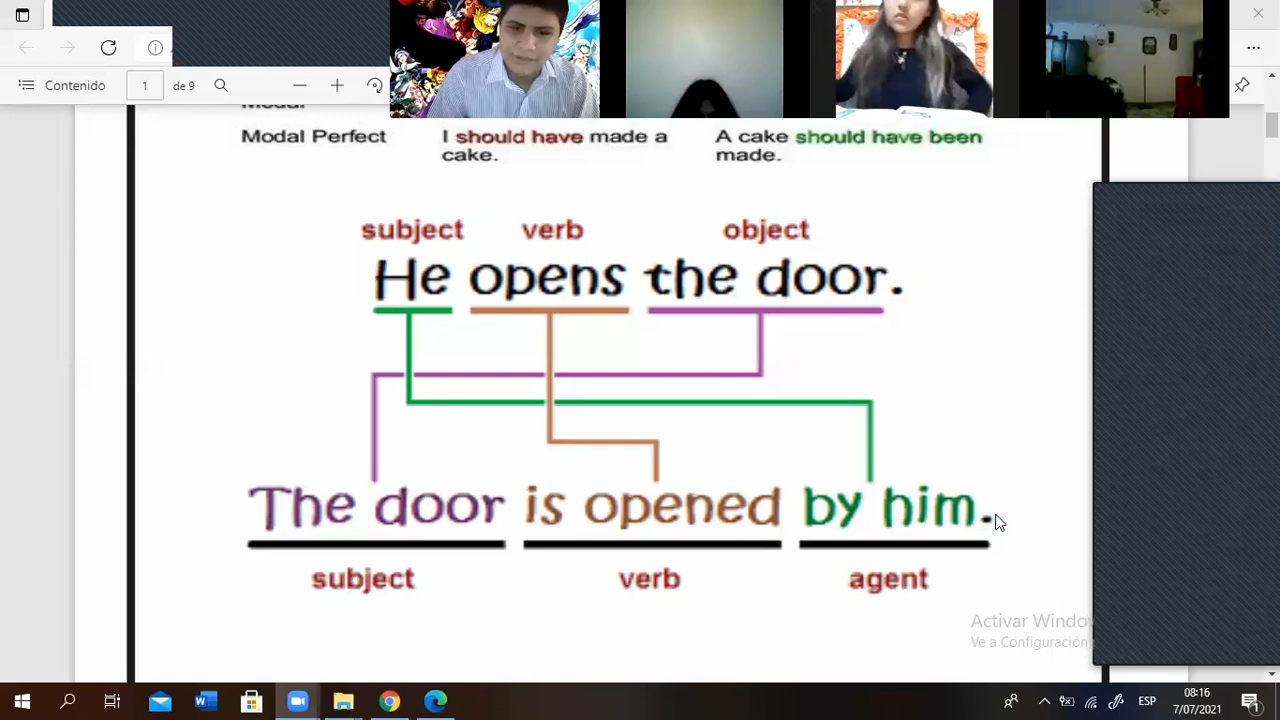 Contenido 1 de 9
Modal
Modal Perfect I should have made a A cake should have been
cake. made.
subject verb object
He opens the door.
The door is opened by him.
subject verb agent
Activar Window
Ve a Configuración
ESP
08:16
7/07/2021
1